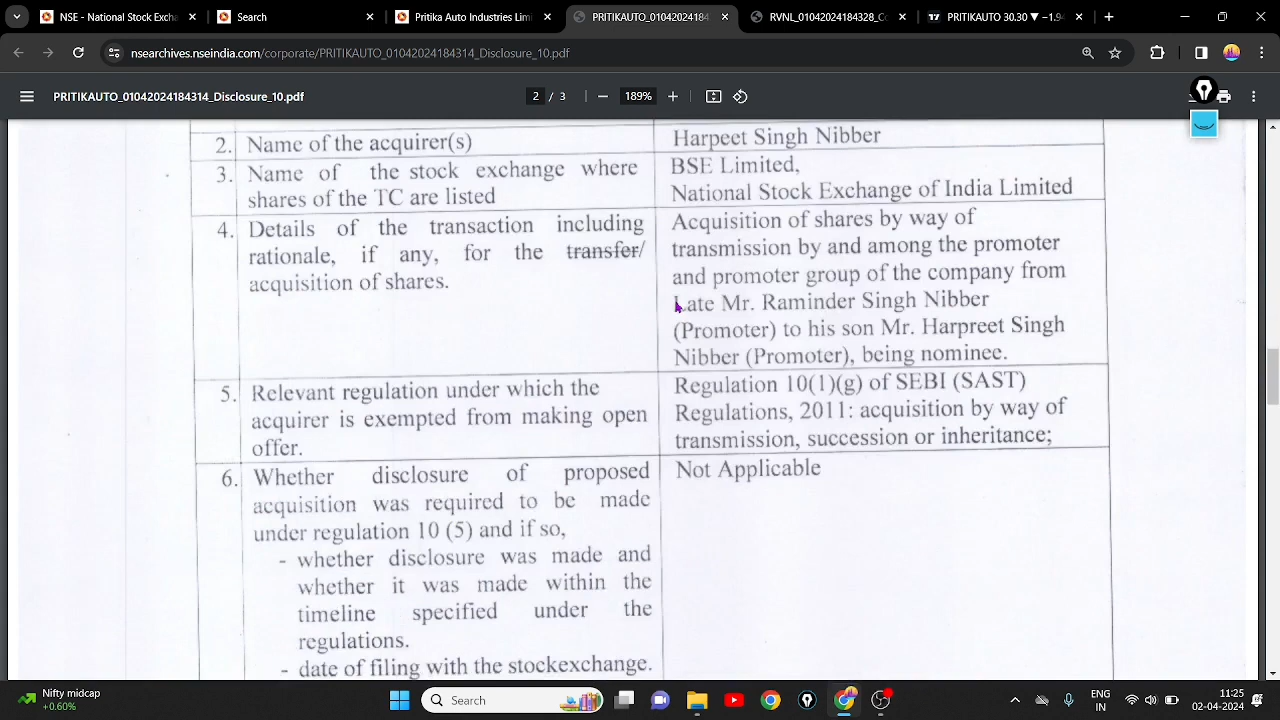 NSE - National Stock Excha
Search
Pritika Auto Industries Limi
PRITIKAUTO_01042024184
RVNL_01042024184328_Co
PRITIKAUTO 30.30 ▼ −1.9
nsearchives.nseindia.com/corporate/PRITIKAUTO_01042024184314_Disclosure_10.pdf
PRITIKAUTO_01042024184314_Disclosure_10.pdf
2 / 3
189%
2. Name of the acquirer(s)
Harpeet Singh Nibber
3. Name of the stock exchange where
shares of the TC are listed
BSE Limited,
National Stock Exchange of India Limited
4. Details of the transaction including
rationale, if any, for the transfer/
acquisition of shares.
Acquisition of shares by way of
transmission by and among the promoter
and promoter group of the company from
Late Mr. Raminder Singh Nibber
(Promoter) to his son Mr. Harpreet Singh
Nibber (Promoter), being nominee.
5. Relevant regulation under which the
acquirer is exempted from making open
offer.
Regulation 10(1)(g) of SEBI (SAST)
Regulations, 2011: acquisition by way of
transmission, succession or inheritance;
6. Whether disclosure of proposed
acquisition was required to be made
under regulation 10 (5) and if so,
- whether disclosure was made and
whether it was made within the
timeline specified under the
regulations.
- date of filing with the stockexchange.
Not Applicable
Nifty midcap
+0.60%
Search
ENG
IN
11:25
02-04-2024